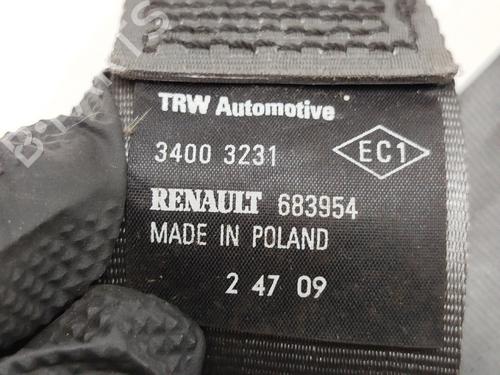 TRW Automotive
3400 3231
EC1
RENAULT 683954
MADE IN POLAND
2 47 09